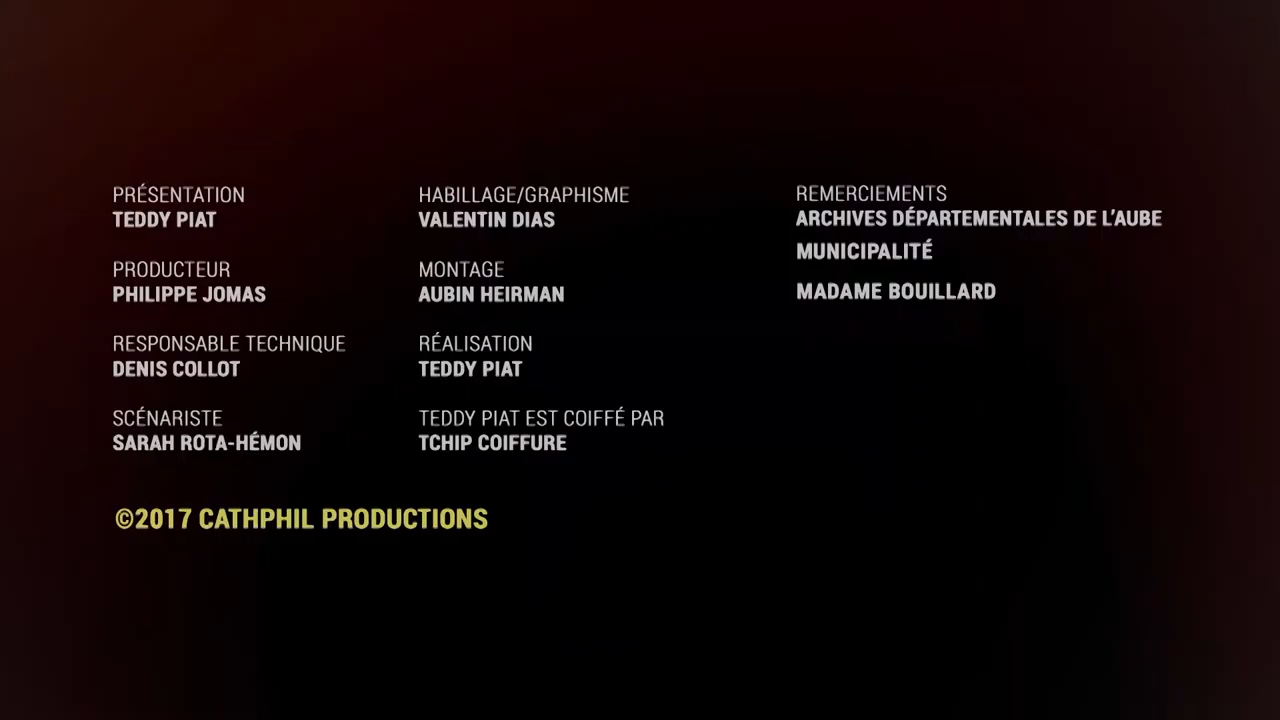 PRÉSENTATION
TEDDY PIAT
PRODUCTEUR
PHILIPPE JOMAS
RESPONSABLE TECHNIQUE
DENIS COLLOT
SCÉNARISTE
SARAH ROTA-HÉMON
HABILLAGE/GRAPHISME
VALENTIN DIAS
MONTAGE
AUBIN HEIRMAN
RÉALISATION
TEDDY PIAT
TEDDY PIAT EST COIFFÉ PAR
TCHIP COIFFURE
REMERCIEMENTS
ARCHIVES DÉPARTEMENTALES DE L’AUBE
MUNICIPALITÉ
MADAME BOUILLARD
©2017 CATHPHIL PRODUCTIONS